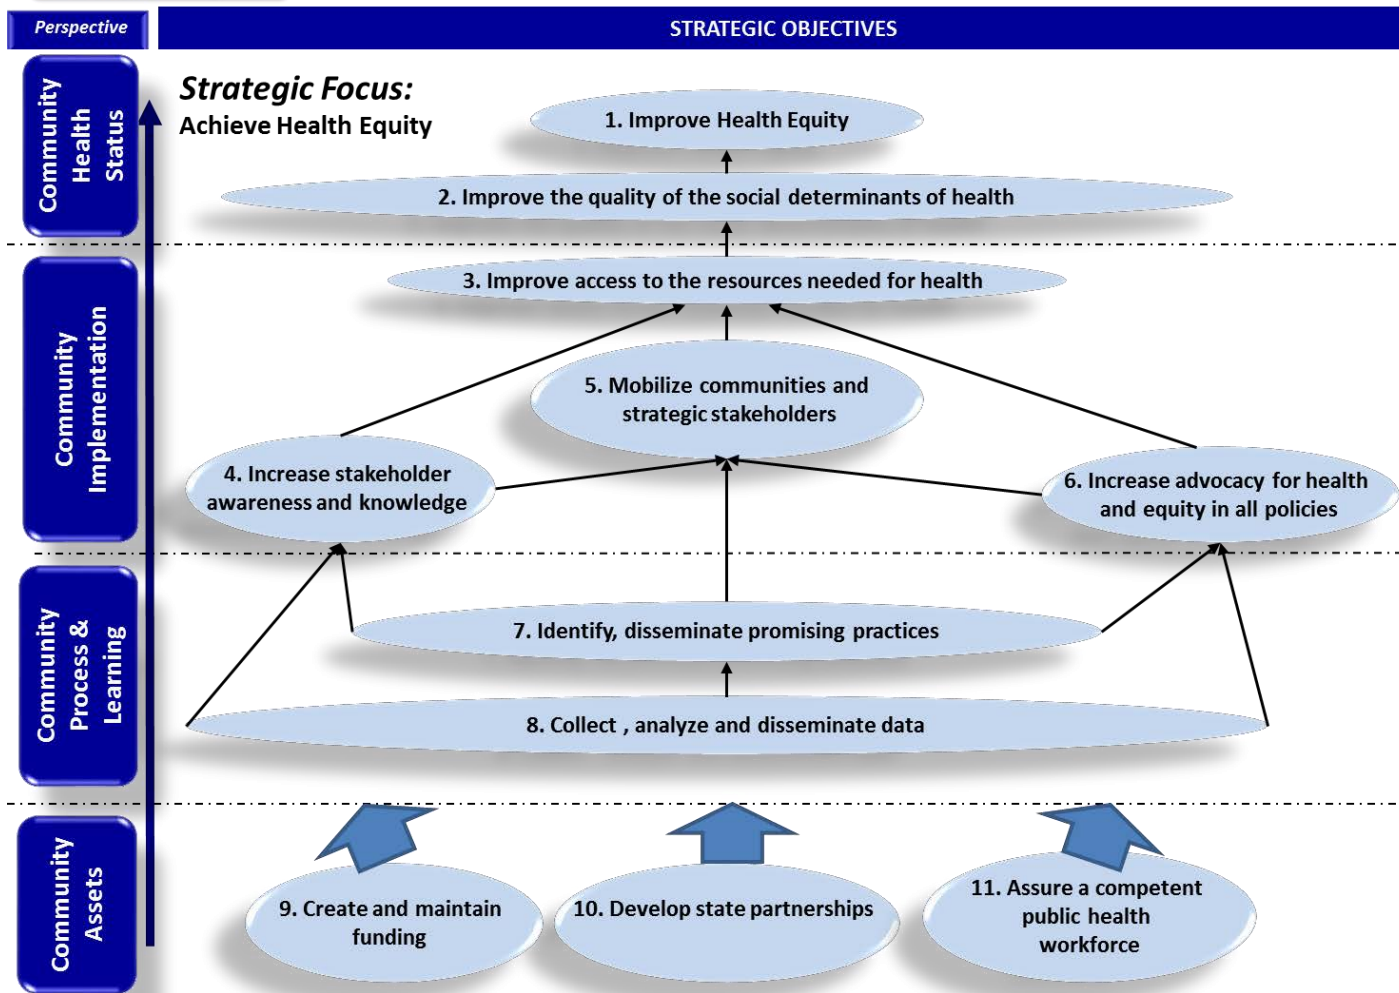 Perspective
STRATEGIC OBJECTIVES
Community
Health
Status
Strategic Focus:
Achieve Health Equity
1. Improve Health Equity
2. Improve the quality of the social determinants of health
Community
Implementation
3. Improve access to the resources needed for health
5. Mobilize communities and
strategic stakeholders
4. Increase stakeholder
awareness and knowledge
6. Increase advocacy for health
and equity in all policies
Community
Process &
Learning
7. Identify, disseminate promising practices
8. Collect , analyze and disseminate data
Community
Assets
9. Create and maintain
funding
10. Develop state partnerships
11. Assure a competent
public health
workforce